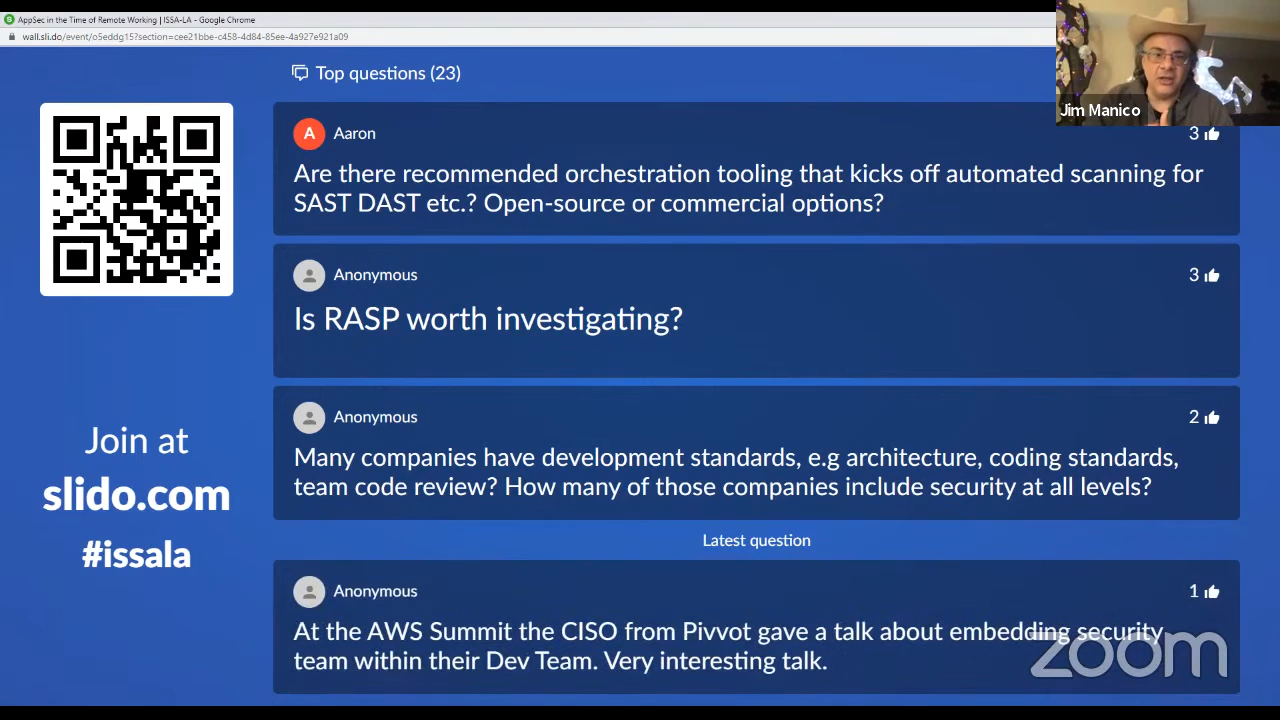 AppSec in the Time of Remote Working | ISSA-LA - Google Chrome
wall.sli.do/event/o5eddg15?section=cee21bbe-c458-4d84-85ee-4a927e921a09
Jim Manico
Top questions (23)
A Aaron 3
Are there recommended orchestration tooling that kicks off automated scanning for
SAST DAST etc.? Open-source or commercial options?
Anonymous 3
Is RASP worth investigating?
Anonymous 2
Many companies have development standards, e.g architecture, coding standards,
team code review? How many of those companies include security at all levels?
Latest question
Anonymous 1
At the AWS Summit the CISO from Pivvot gave a talk about embedding security
team within their Dev Team. Very interesting talk.
Join at
slido.com
#issala
zoom